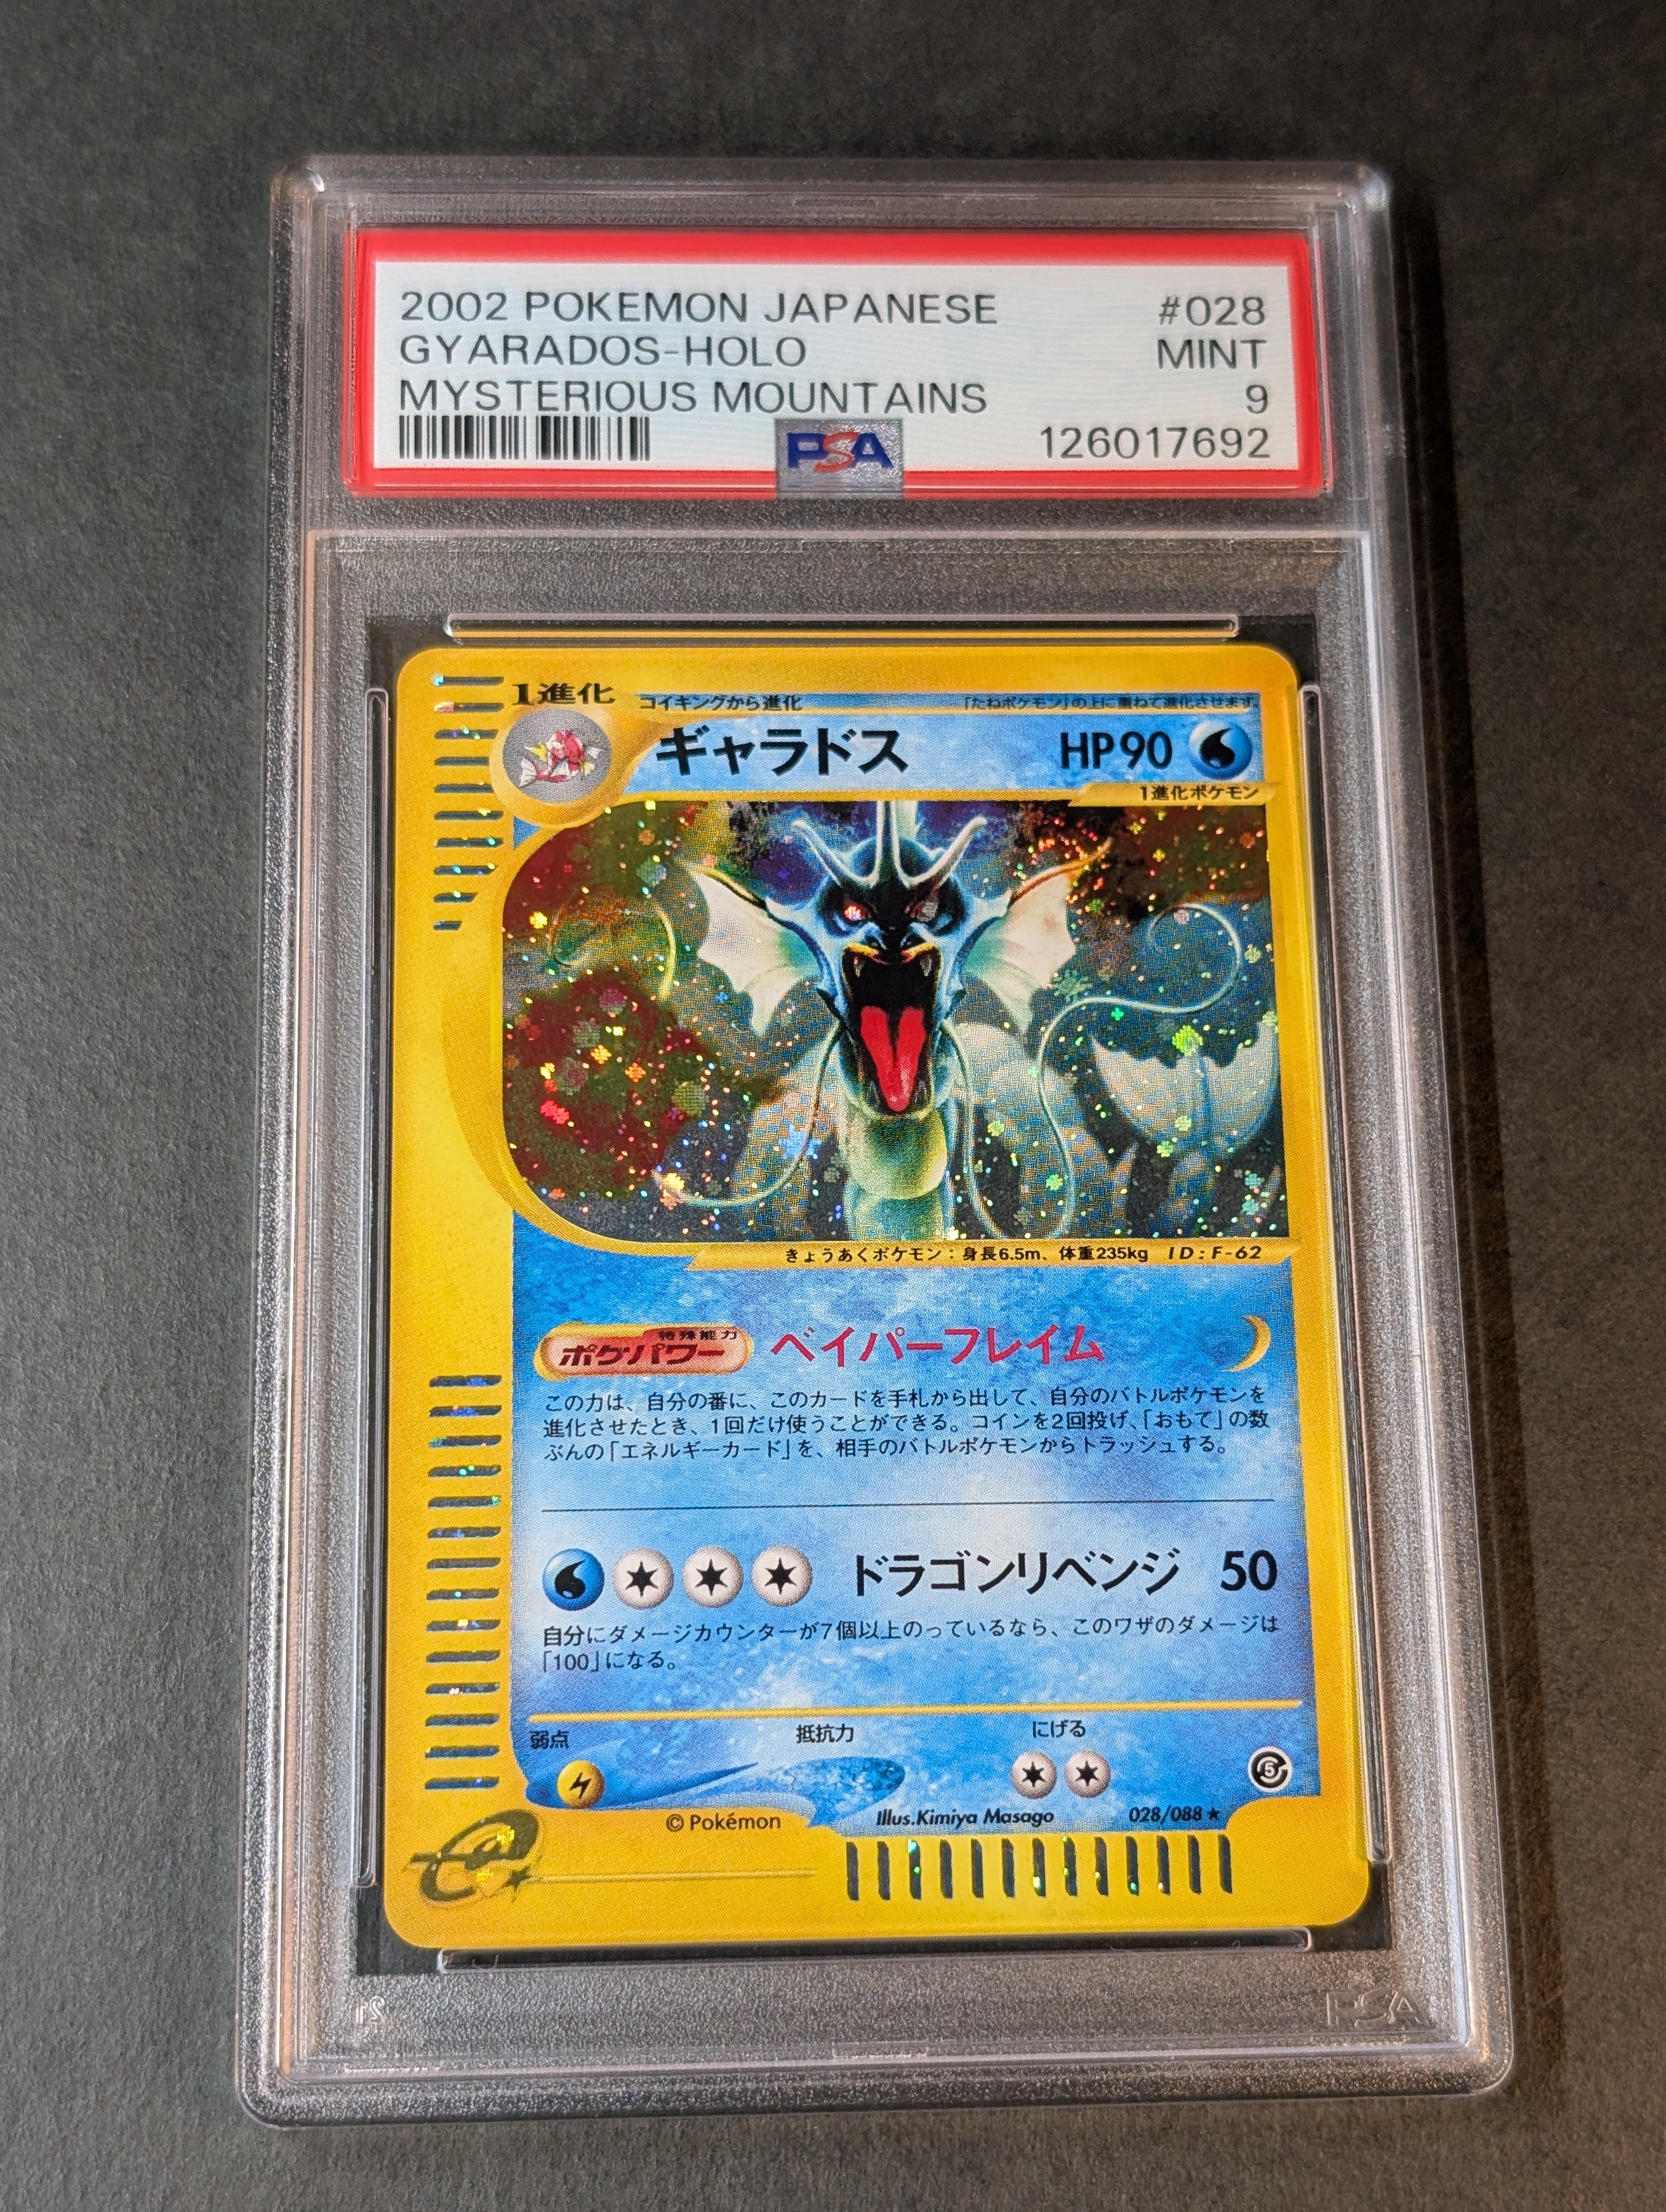 2002 POKEMON JAPANESE #028
GYARADOS-HOLO MINT
MYSTERIOUS MOUNTAINS 9
PSA 126017692
1進化 コイキングから進化 「たねポケモン」の上に重ねて進化させます
ギャラドス HP90
1進化ポケモン
きょうあくポケモン：身長6.5m、体重235kg ID:F-62
特殊能力
ポケパワー ベイパーフレイム
この力は、自分の番に、このカードを手札から出して、自分のバトルポケモンを
進化させたとき、1回だけ使うことができる。コインを2回投げ、「おもて」の数
ぶんの「エネルギーカード」を、相手のバトルポケモンからトラッシュする。
ドラゴンリベンジ 50
自分にダメージカウンターが7個以上のっているなら、このワザのダメージは
「100」になる。
弱点 抵抗力 にげる
5
© Pokémon Illus.Kimiya Masago 028/088★
e
PSA